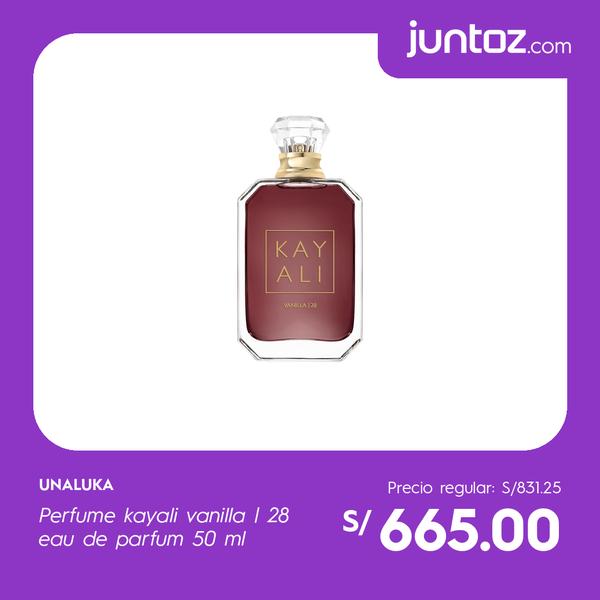 juntoz.com
KAY
ALI
VANILLA | 28
UNALUKA
Perfume kayali vanilla | 28
eau de parfum 50 ml
Precio regular: S/831.25
S/ 665.00